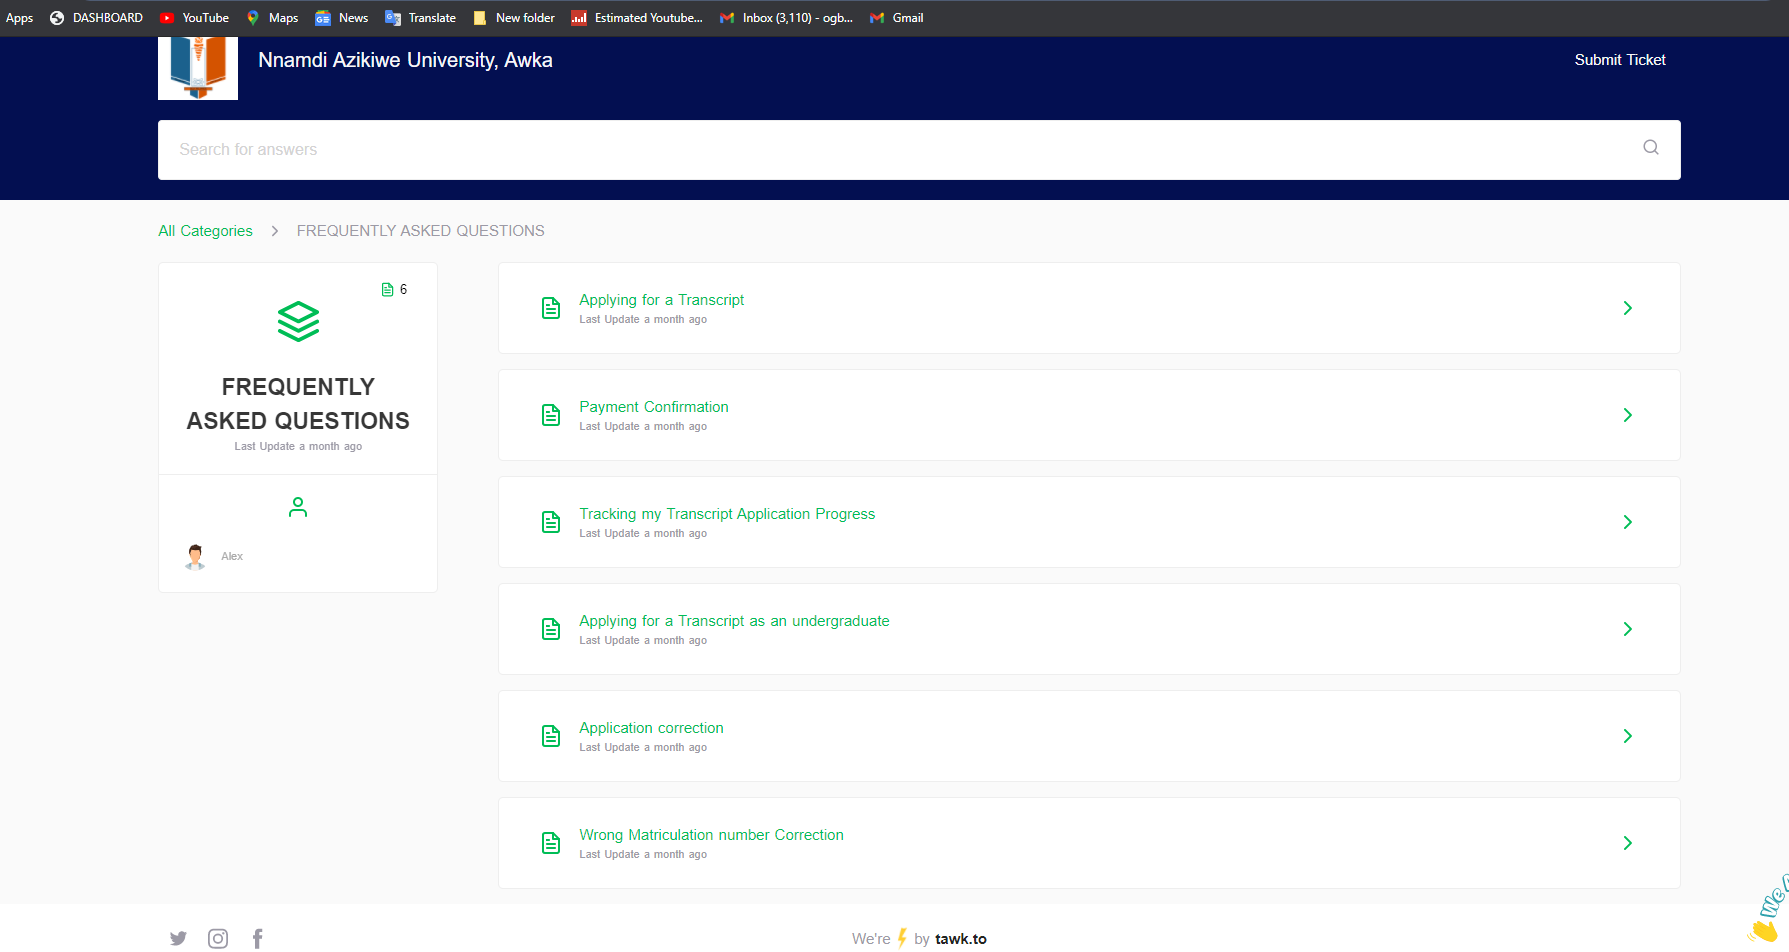 Apps DASHBOARD YouTube Maps News Translate New folder Estimated Youtube... Inbox (3,110) - ogb... Gmail
Nnamdi Azikiwe University, Awka
Submit Ticket
Search for answers
All Categories > FREQUENTLY ASKED QUESTIONS
6
FREQUENTLY
ASKED QUESTIONS
Last Update a month ago
Alex
Applying for a Transcript
Last Update a month ago
Payment Confirmation
Last Update a month ago
Tracking my Transcript Application Progress
Last Update a month ago
Applying for a Transcript as an undergraduate
Last Update a month ago
Application correction
Last Update a month ago
Wrong Matriculation number Correction
Last Update a month ago
We
We're by tawk.to